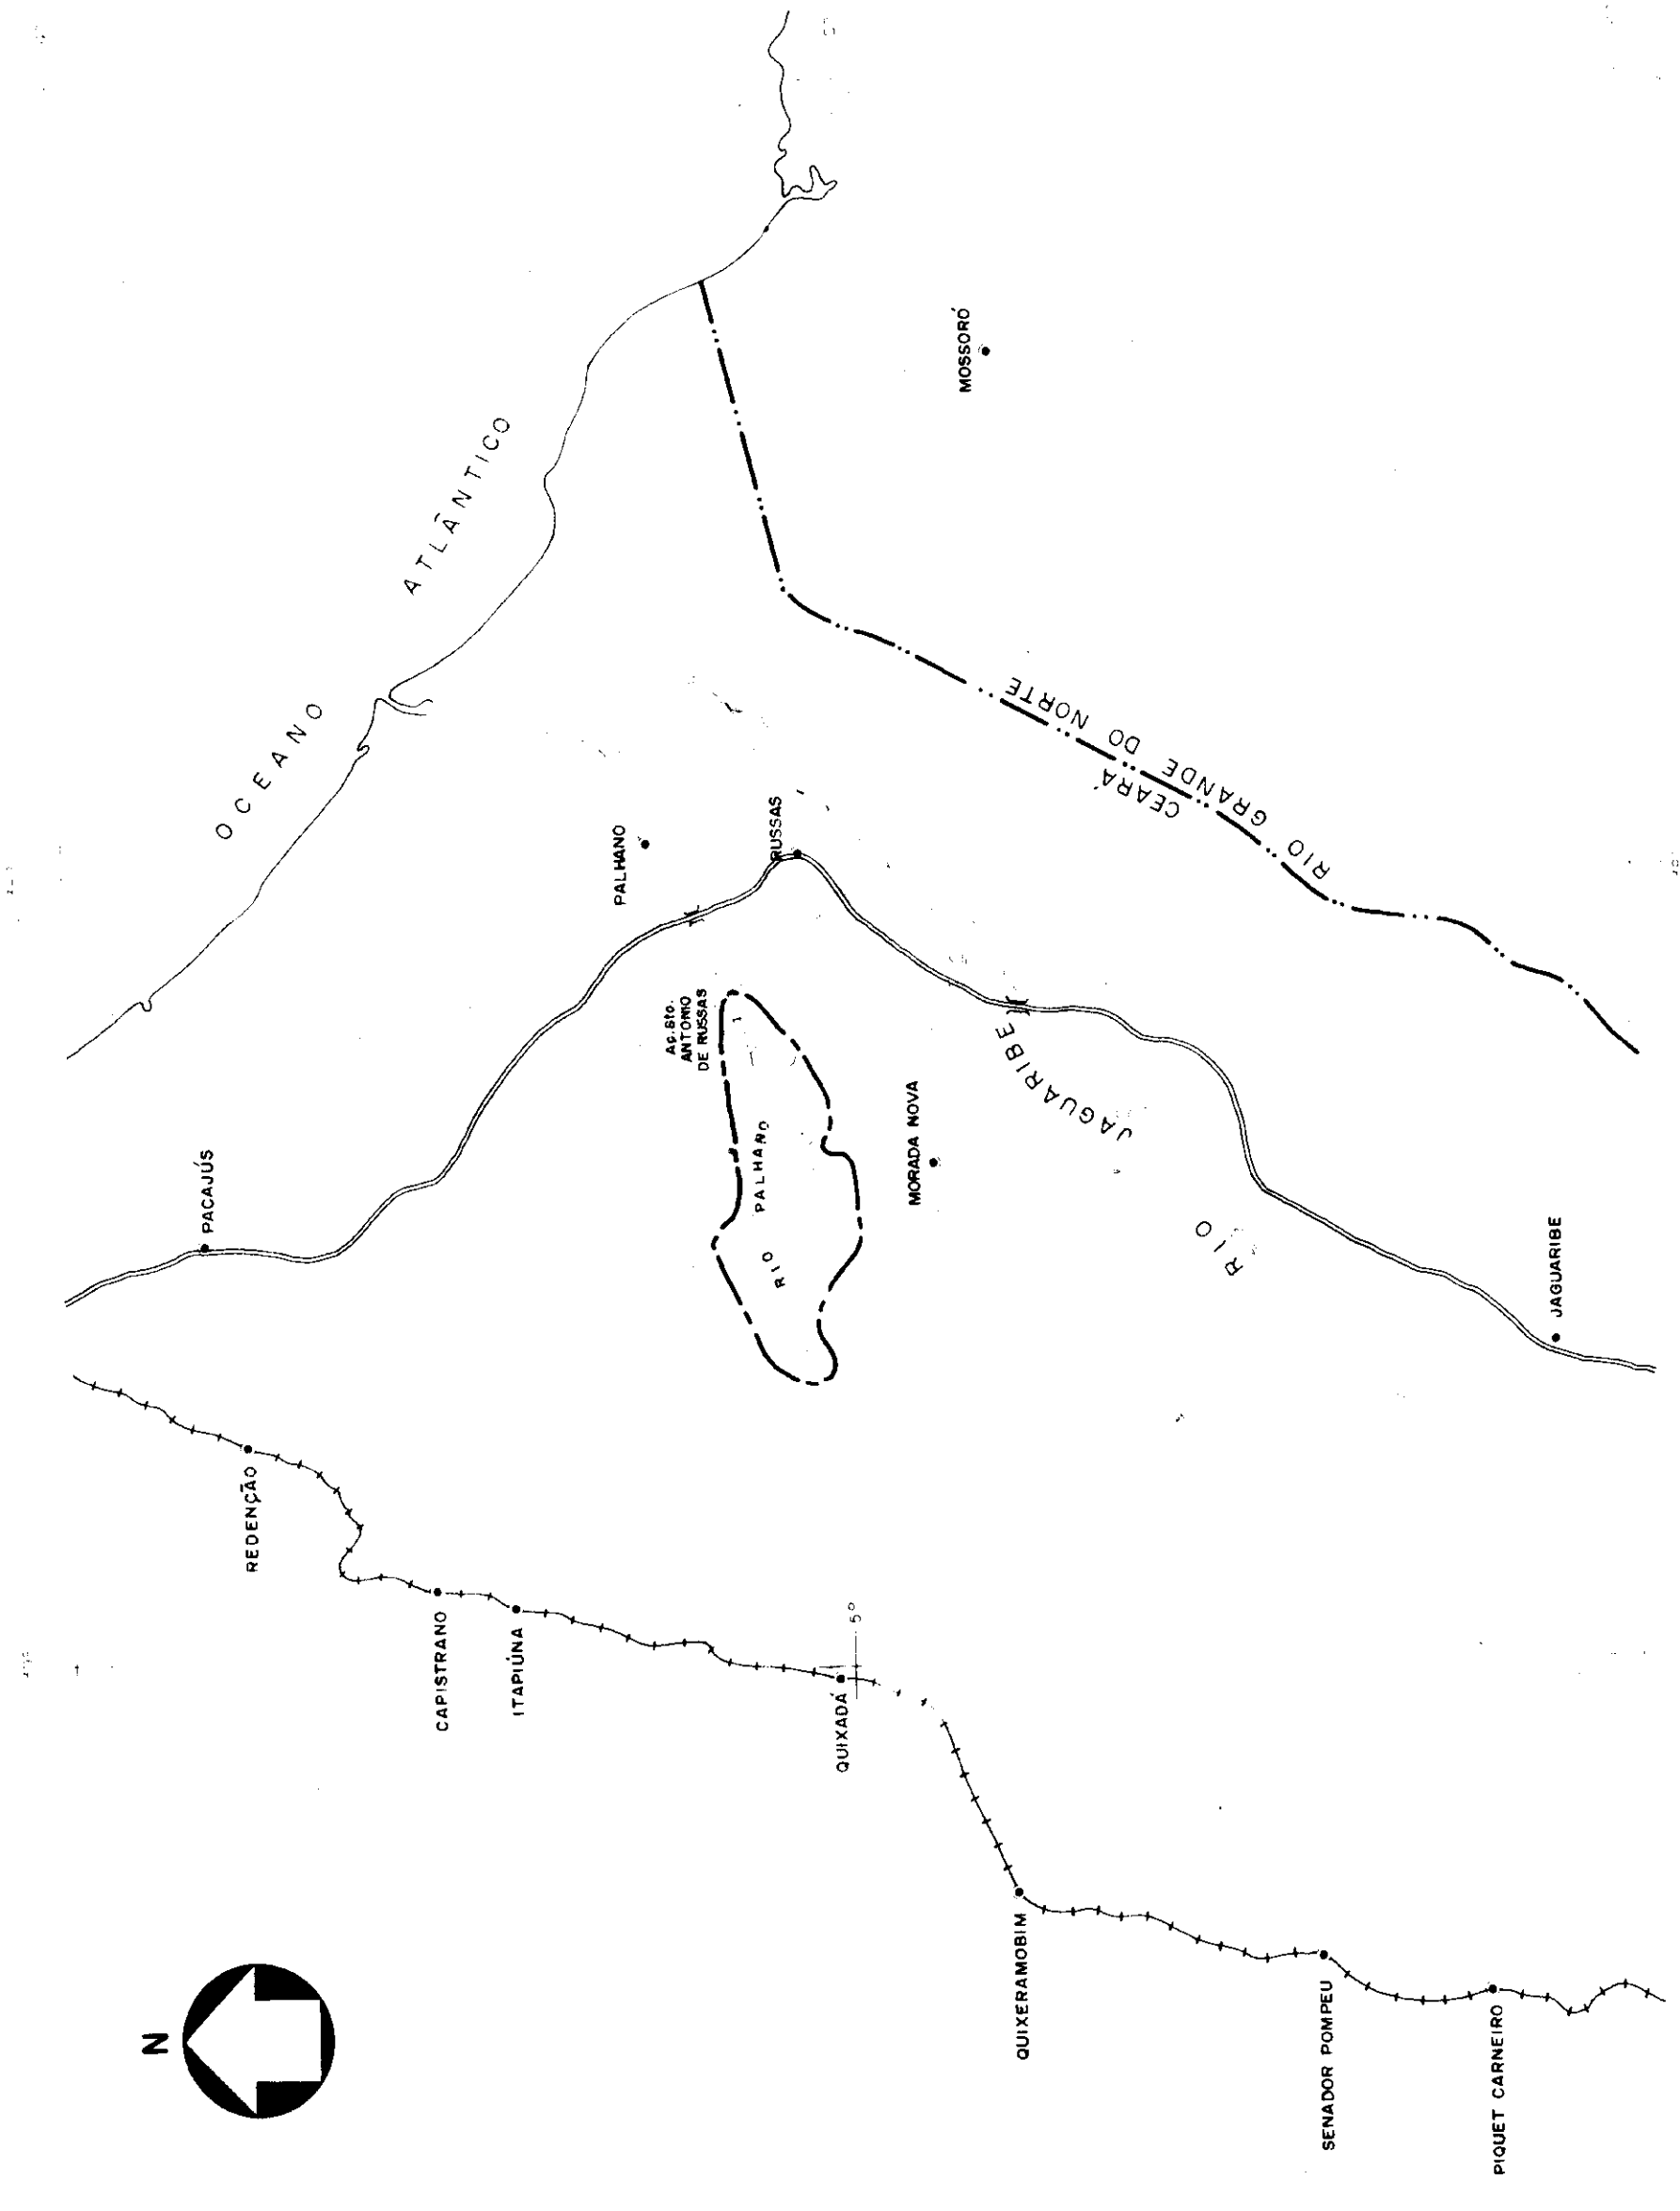 N
OCEANO ATLÂNTICO
PACAJÚS
REDENÇÃO
CAPISTRANO
ITAPIÚNA
PALHANO
RUSSAS
Aç. Sto.
ANTONIO
DE RUSSAS
RIO PALHANO
MORADA NOVA
MOSSORÓ
QUIXADÁ
5º
RIO JAGUARIBE
CEARÁ
RIO GRANDE DO NORTE
QUIXERAMOBIM
SENADOR POMPEU
PIQUET CARNEIRO
JAGUARIBE